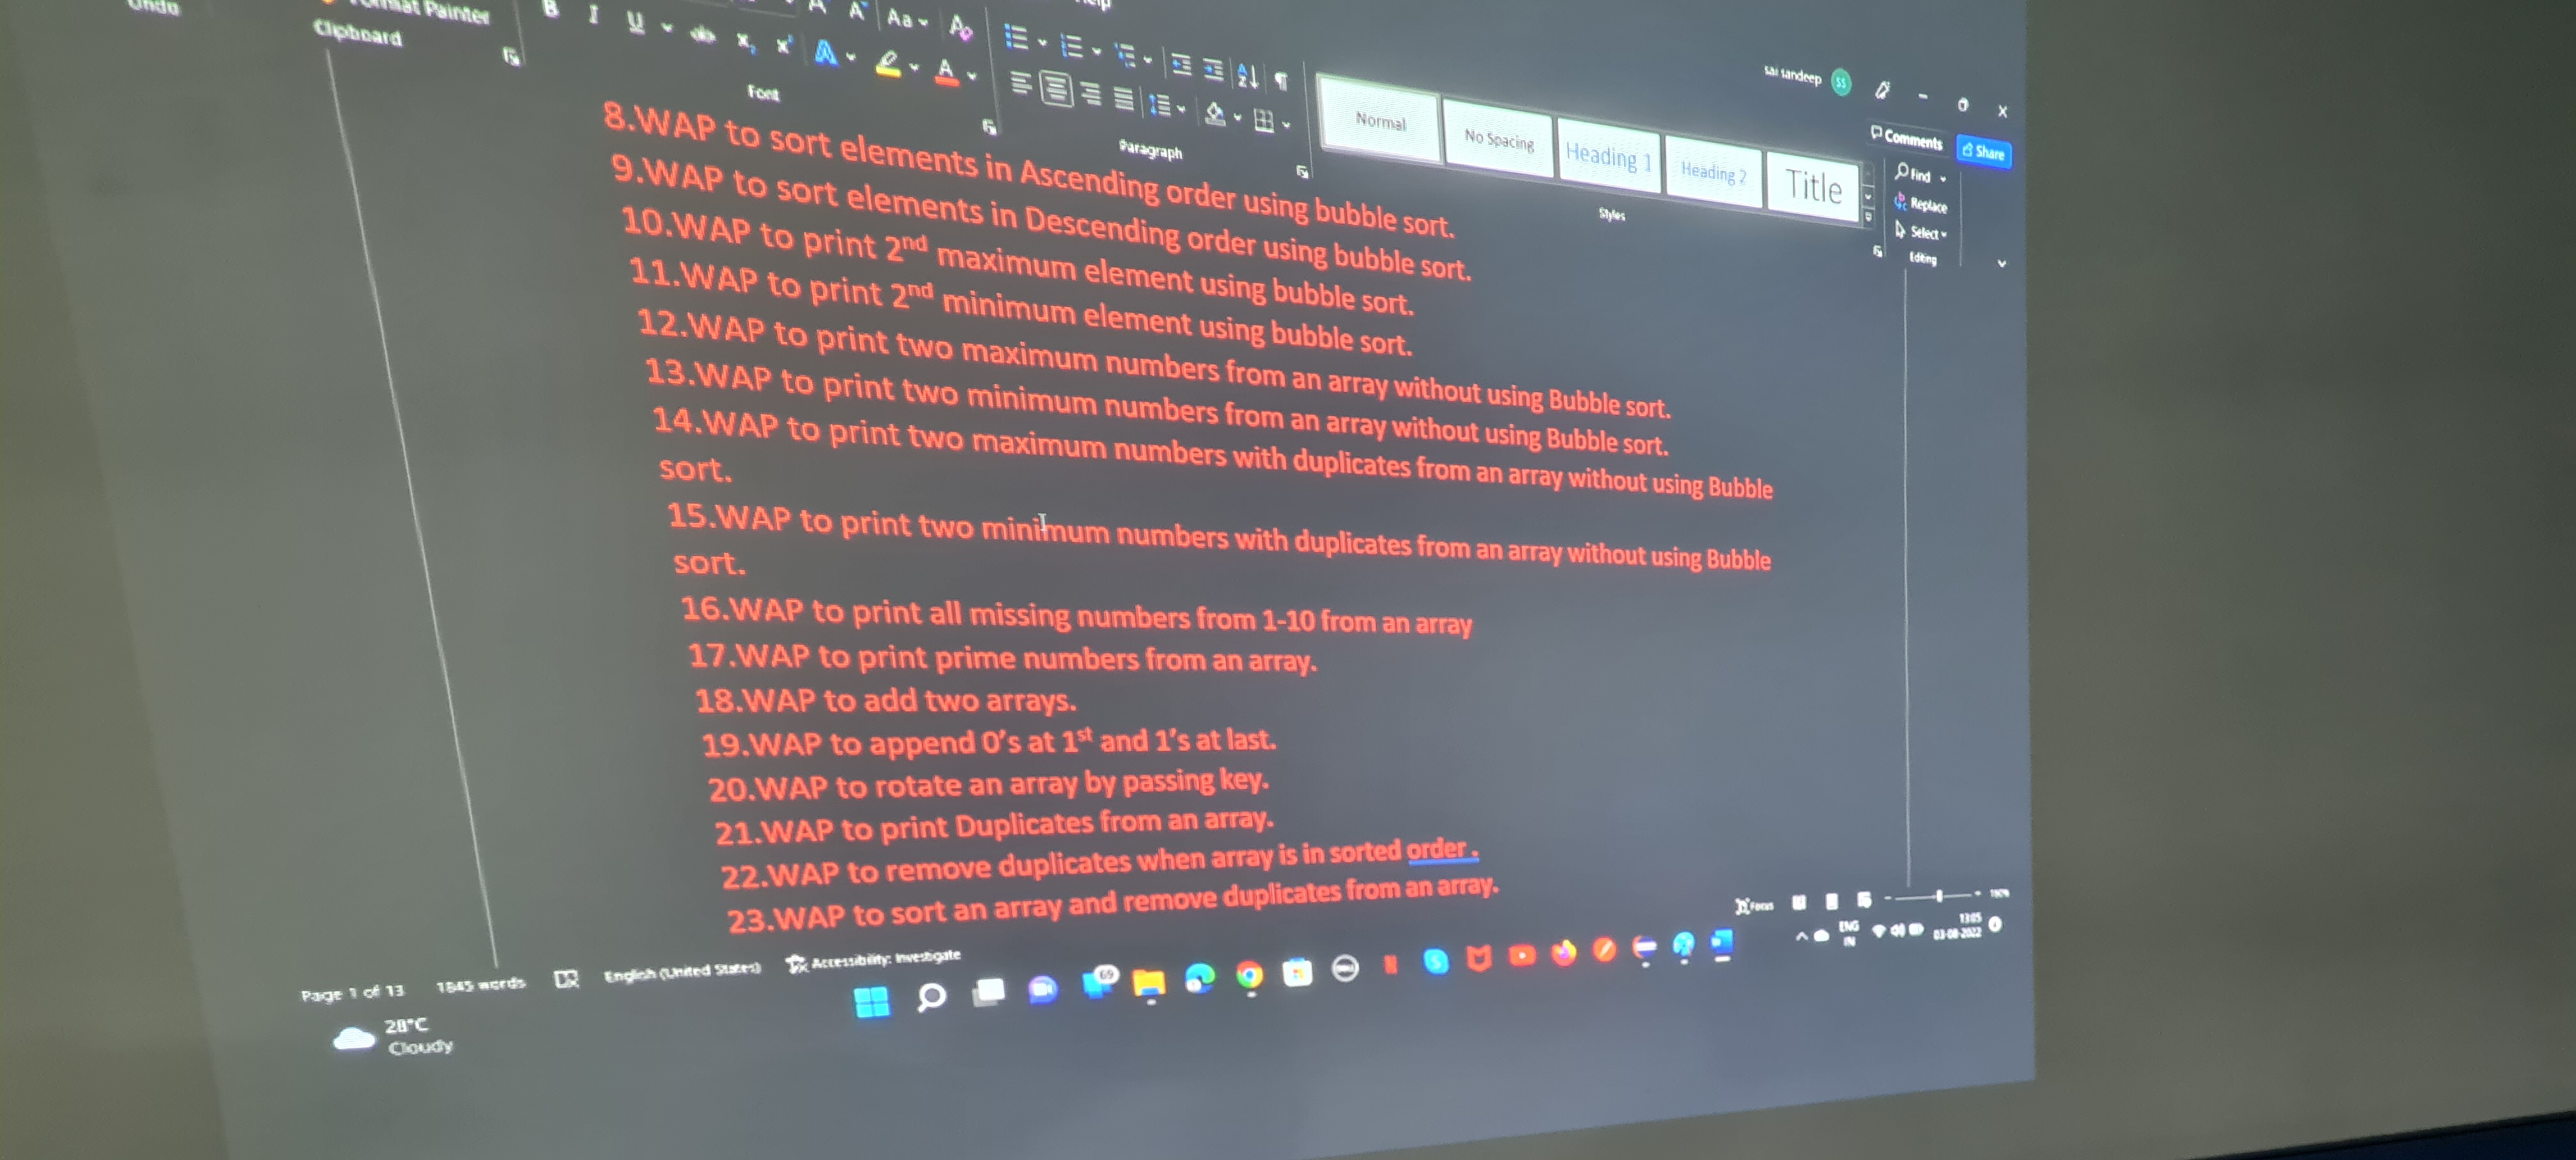 Undo
Format Painter
Clipboard
Font
Paragraph
Normal
No Spacing
Heading 1
Heading 2
Title
Styles
sai sandeep SS
Comments
Share
Find
Replace
Select
Editing
8.WAP to sort elements in Ascending order using bubble sort.
9.WAP to sort elements in Descending order using bubble sort.
10.WAP to print 2nd maximum element using bubble sort.
11.WAP to print 2nd minimum element using bubble sort.
12.WAP to print two maximum numbers from an array without using Bubble sort.
13.WAP to print two minimum numbers from an array without using Bubble sort.
14.WAP to print two maximum numbers with duplicates from an array without using Bubble
sort.
15.WAP to print two minimum numbers with duplicates from an array without using Bubble
sort.
16.WAP to print all missing numbers from 1-10 from an array
17.WAP to print prime numbers from an array.
18.WAP to add two arrays.
19.WAP to append 0's at 1st and 1's at last.
20.WAP to rotate an array by passing key.
21.WAP to print Duplicates from an array.
22.WAP to remove duplicates when array is in sorted order .
23.WAP to sort an array and remove duplicates from an array.
Page 1 of 13 1845 words English (United States) Accessibility: Investigate
Focus
28°C
Cloudy
69
ENG
IN
13:05
03-08-2022